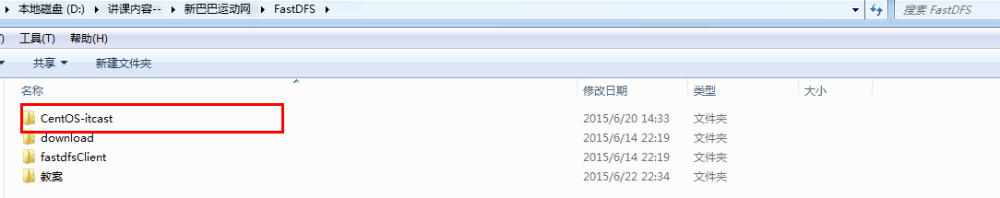 本地磁盘 (D:) ▸ 讲课内容-- ▸ 新巴巴运动网 ▸ FastDFS ▸ 搜索 FastDFS
工具(T) 帮助(H)
共享 新建文件夹
名称 修改日期 类型 大小
CentOS-itcast 2015/6/20 14:33 文件夹
download 2015/6/14 22:19 文件夹
fastdfsClient 2015/6/14 22:19 文件夹
教案 2015/6/22 22:34 文件夹